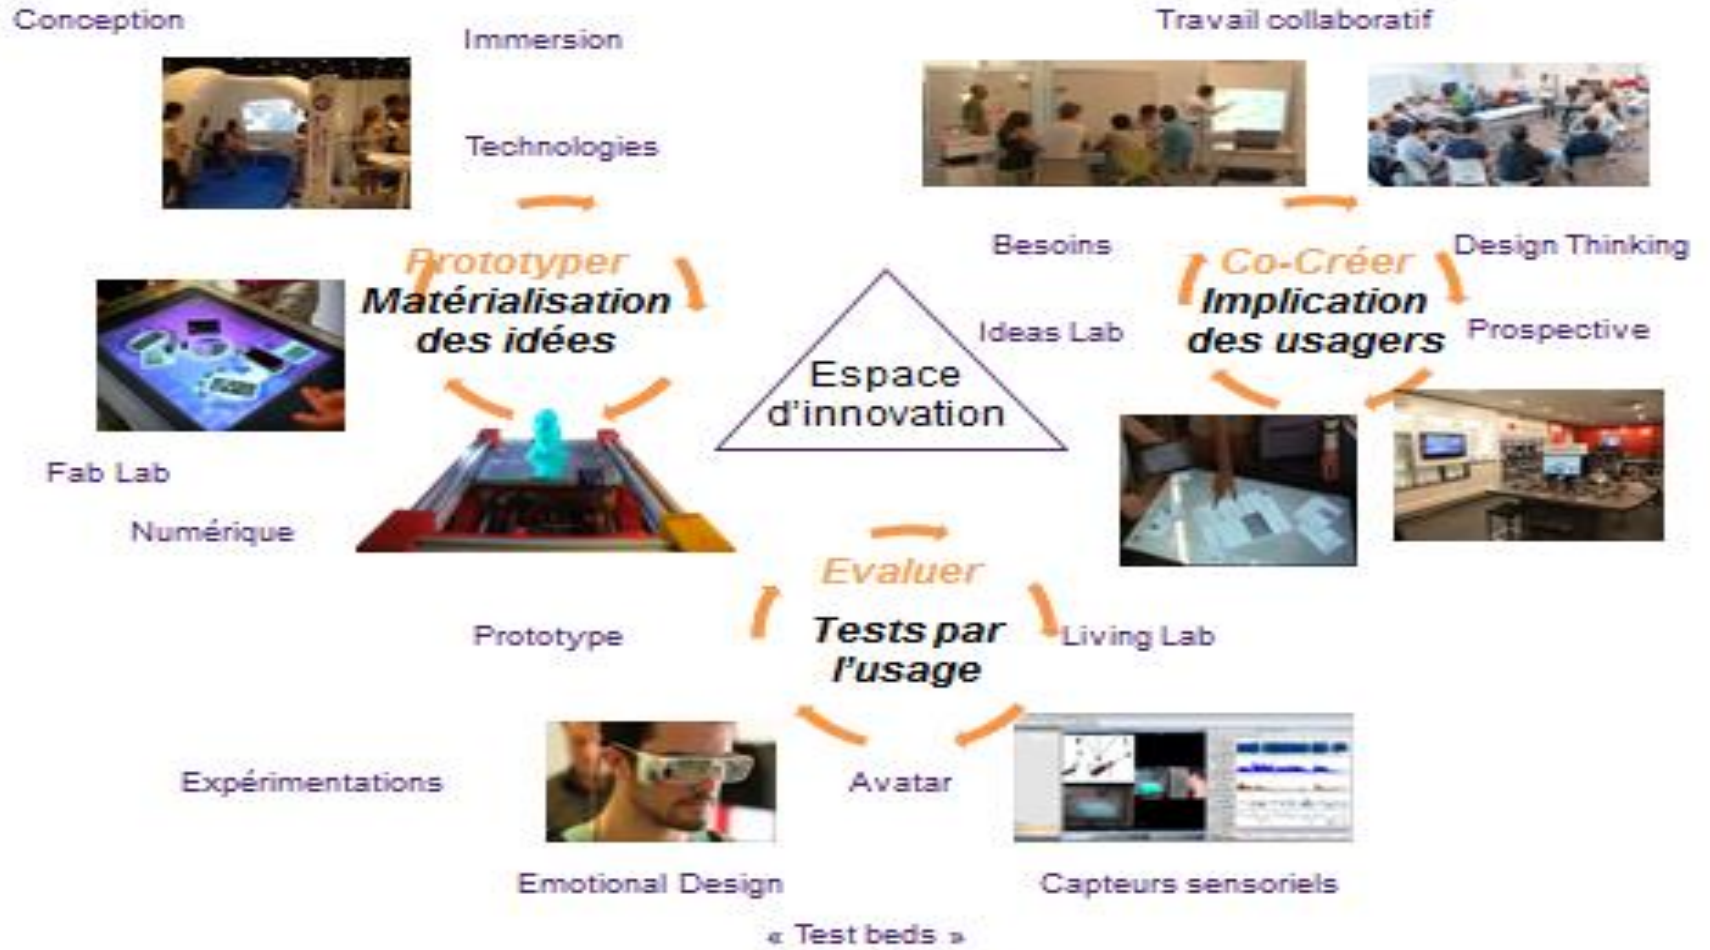 Conception
Immersion
Travail collaboratif
Technologies
Prototyper
Matérialisation
des idées
Besoins
Co-Créer
Design Thinking
Implication
des usagers
Ideas Lab
Prospective
Espace
d'innovation
Fab Lab
Numérique
Evaluer
Tests par
l'usage
Prototype
Living Lab
Expérimentations
Avatar
Emotional Design
Capteurs sensoriels
« Test beds »